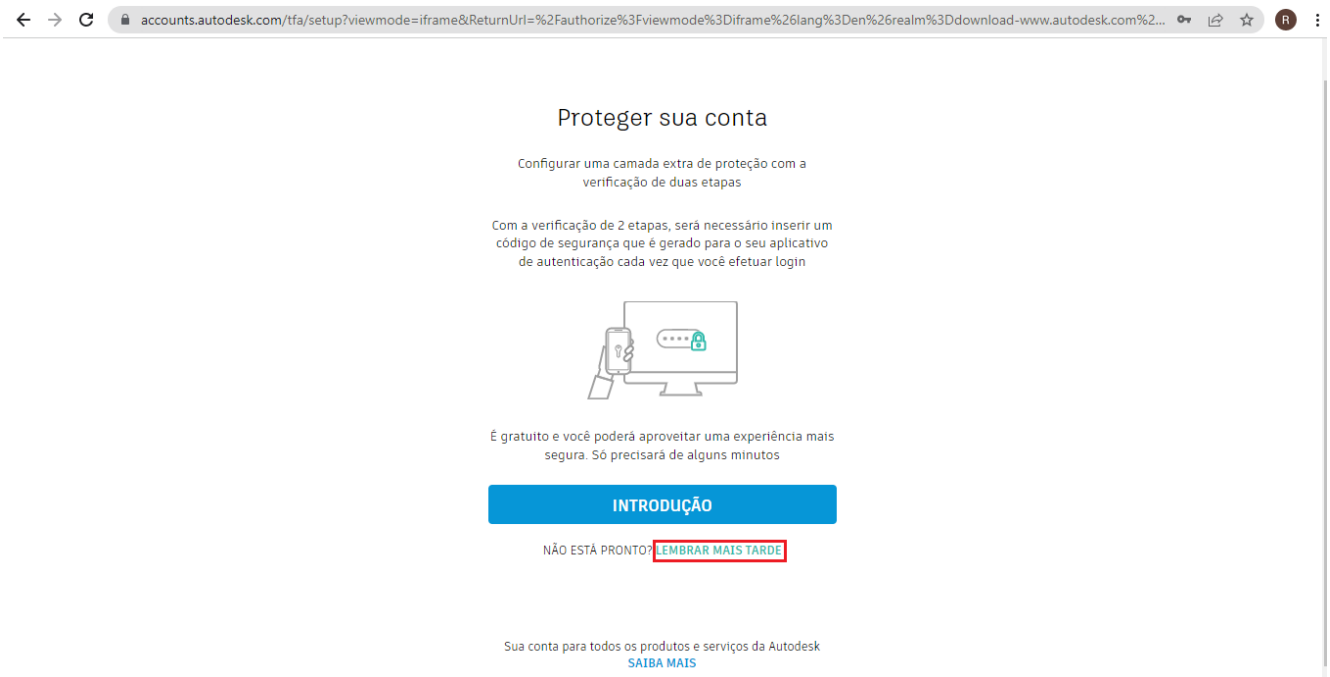 accounts.autodesk.com/tfa/setup?viewmode=iframe&ReturnUrl=%2Fauthorize%3Fviewmode%3Diframe%26lang%3Den%26realm%3Ddownload-www.autodesk.com%2...
R
Proteger sua conta
Configurar uma camada extra de proteção com a
verificação de duas etapas
Com a verificação de 2 etapas, será necessário inserir um
código de segurança que é gerado para o seu aplicativo
de autenticação cada vez que você efetuar login
É gratuito e você poderá aproveitar uma experiência mais
segura. Só precisará de alguns minutos
INTRODUÇÃO
NÃO ESTÁ PRONTO? LEMBRAR MAIS TARDE
Sua conta para todos os produtos e serviços da Autodesk
SAIBA MAIS